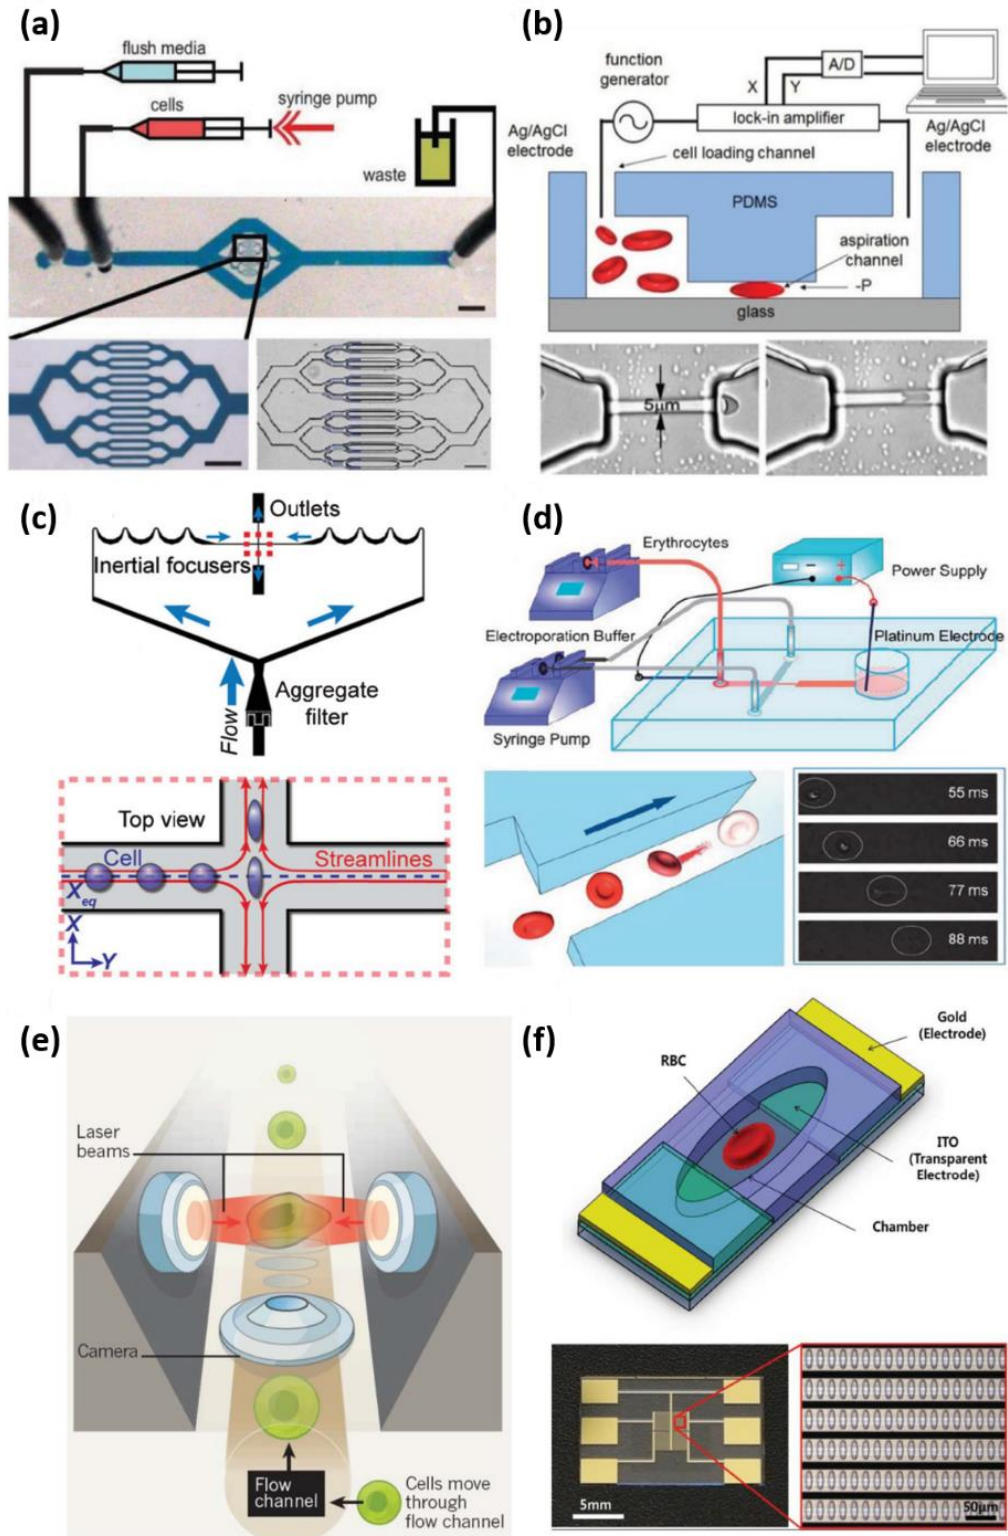 (a)
flush media
cells
syringe pump
waste
(b)
function
generator
A/D
X
Y
lock-in amplifier
Ag/AgCl
electrode
Ag/AgCl
electrode
cell loading channel
PDMS
aspiration
channel
-P
glass
5μm
(c)
Outlets
Inertial focusers
Flow
Aggregate
filter
Top view
Cell
Streamlines
Xeq
X
Y
(d)
Erythrocytes
Power Supply
Electroporation Buffer
Platinum Electrode
Syringe Pump
- +
55 ms
66 ms
77 ms
88 ms
(e)
Laser
beams
Camera
Flow
channel
Cells move
through
flow channel
(f)
Gold
(Electrode)
RBC
ITO
(Transparent
Electrode)
Chamber
5mm
50μm